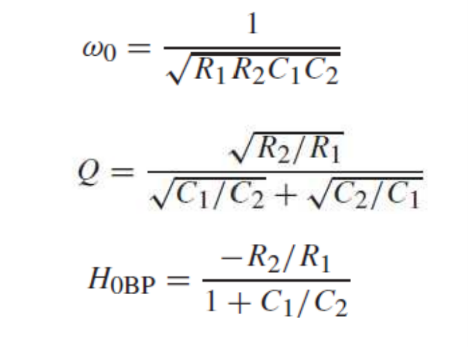 ω₀ = 1 / √(R₁R₂C₁C₂)
Q = √(R₂/R₁) / (√(C₁/C₂) + √(C₂/C₁))
H₀BP = −R₂/R₁ / (1 + C₁/C₂)